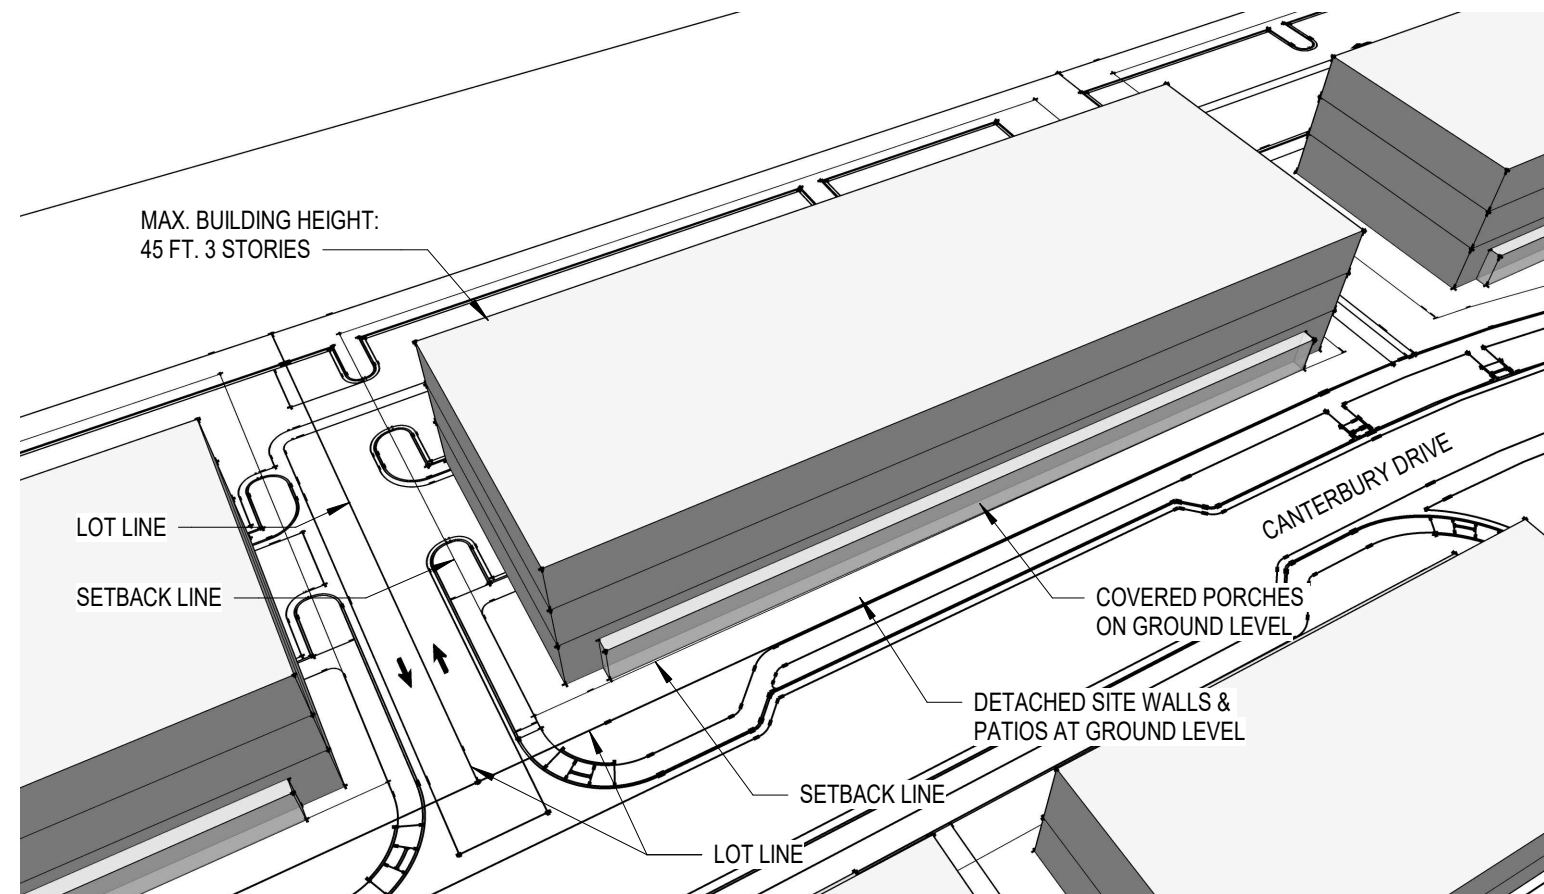 MAX. BUILDING HEIGHT:
45 FT. 3 STORIES
LOT LINE
SETBACK LINE
CANTERBURY DRIVE
COVERED PORCHES
ON GROUND LEVEL
DETACHED SITE WALLS &
PATIOS AT GROUND LEVEL
SETBACK LINE
LOT LINE